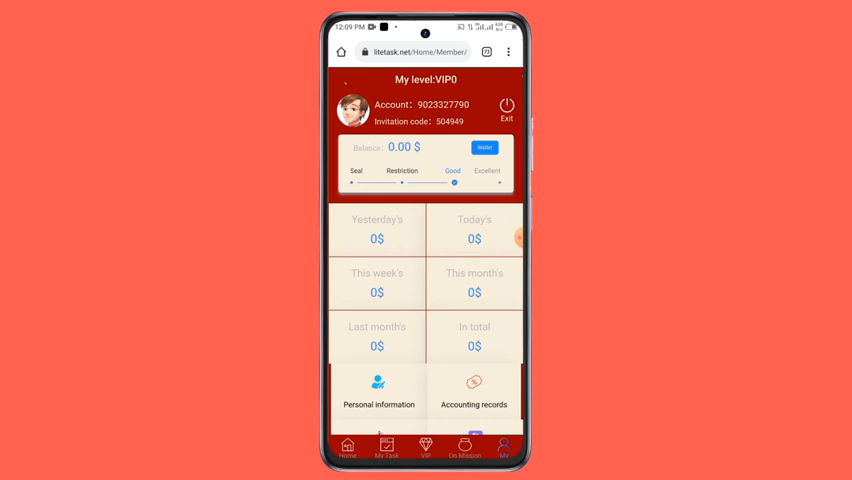 12:09 PM
litetask.net/Home/Member/
73
My level:VIP0
Account: 9023327790
Invitation code: 504949
Exit
Balance: 0.00 $
Wallet
Seal Restriction Good Excellent
Yesterday's Today's
0$ 0$
This week's This month's
0$ 0$
Last month's In total
0$ 0$
Personal information Accounting records
Home My Task VIP On Mission My